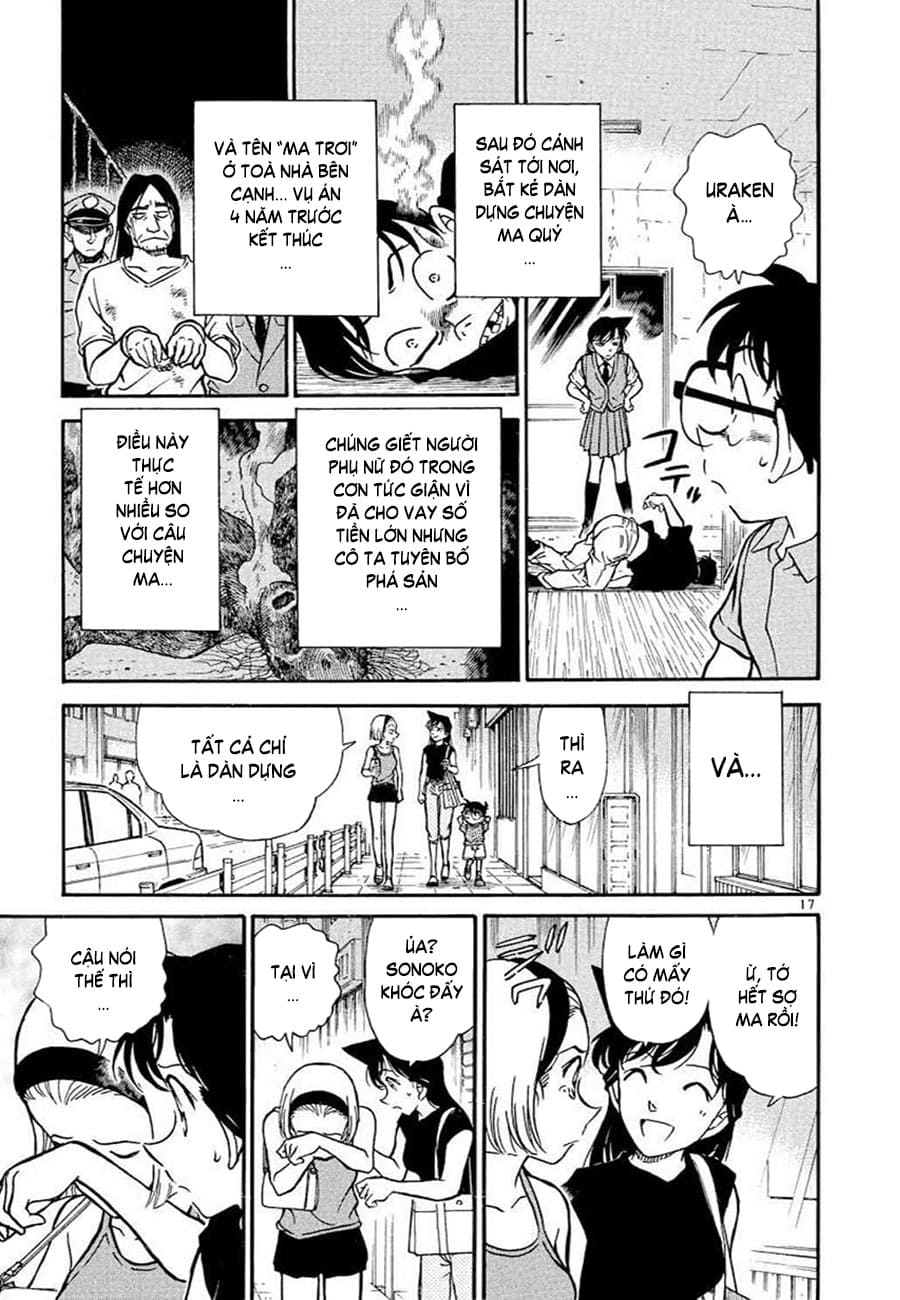 URAKEN
À...
SAU ĐÓ CẢNH
SÁT TỚI NƠI,
BẮT KẺ DÀN
DỰNG CHUYỆN
MA QUỶ
...
VÀ TÊN “MA TRƠI”
Ở TOÀ NHÀ BÊN
CẠNH... VỤ ÁN
4 NĂM TRƯỚC
KẾT THÚC
...
CHÚNG GIẾT NGƯỜI
PHỤ NỮ ĐÓ TRONG
CƠN TỨC GIẬN VÌ
ĐÃ CHO VAY SỐ
TIỀN LỚN NHƯNG
CÔ TA TUYÊN BỐ
PHÁ SẢN
...
ĐIỀU NÀY
THỰC
TẾ HƠN
NHIỀU SO
VỚI CÂU
CHUYỆN
MA...
VÀ...
THÌ
RA
...
TẤT CẢ CHỈ
LÀ DÀN DỰNG
...
17
Ừ, TỚ
HẾT SỢ
MA RỒI!
LÀM GÌ
CÓ MẤY
THỨ ĐÓ!
ỦA?
SONOKO
KHÓC ĐẤY
À?
TẠI VÌ
...
CẬU NÓI
THẾ THÌ
...